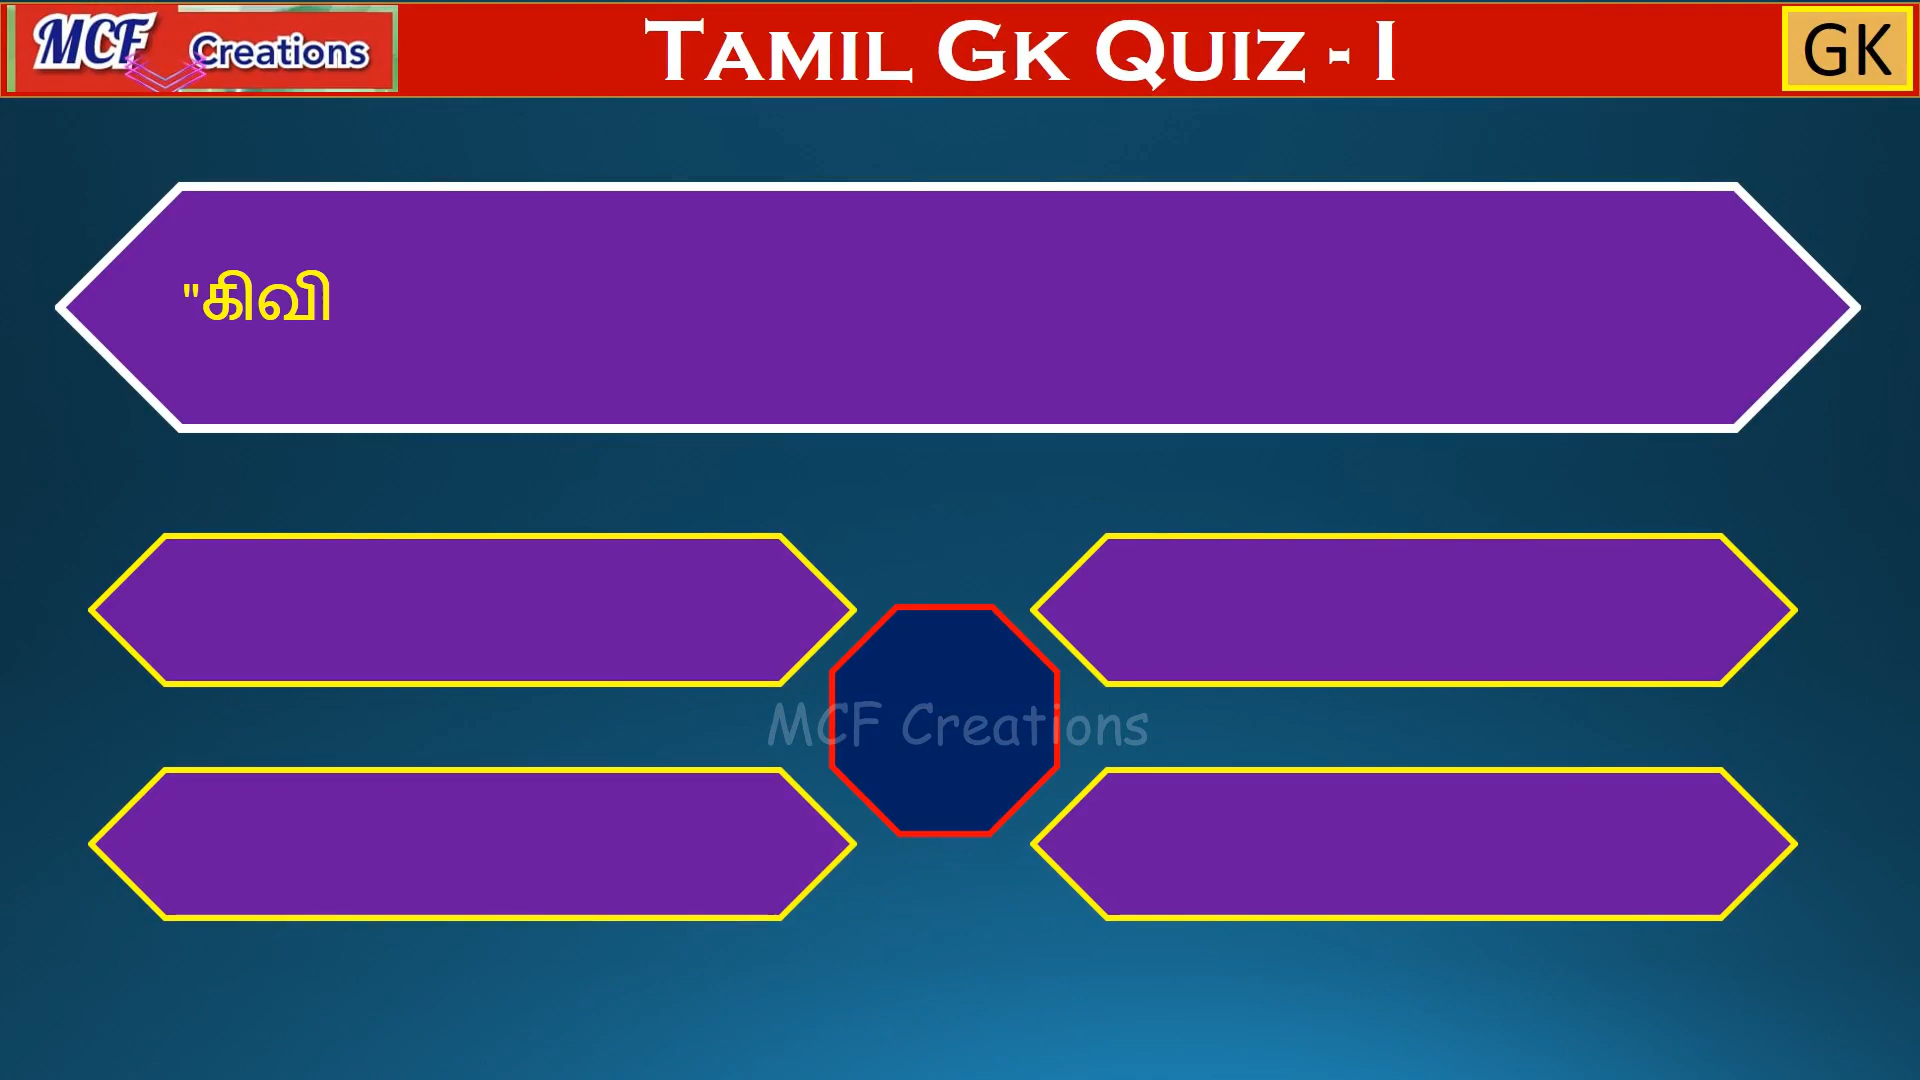 MCF Creations
TAMIL GK QUIZ - I
GK
"கிவி
MCF Creations